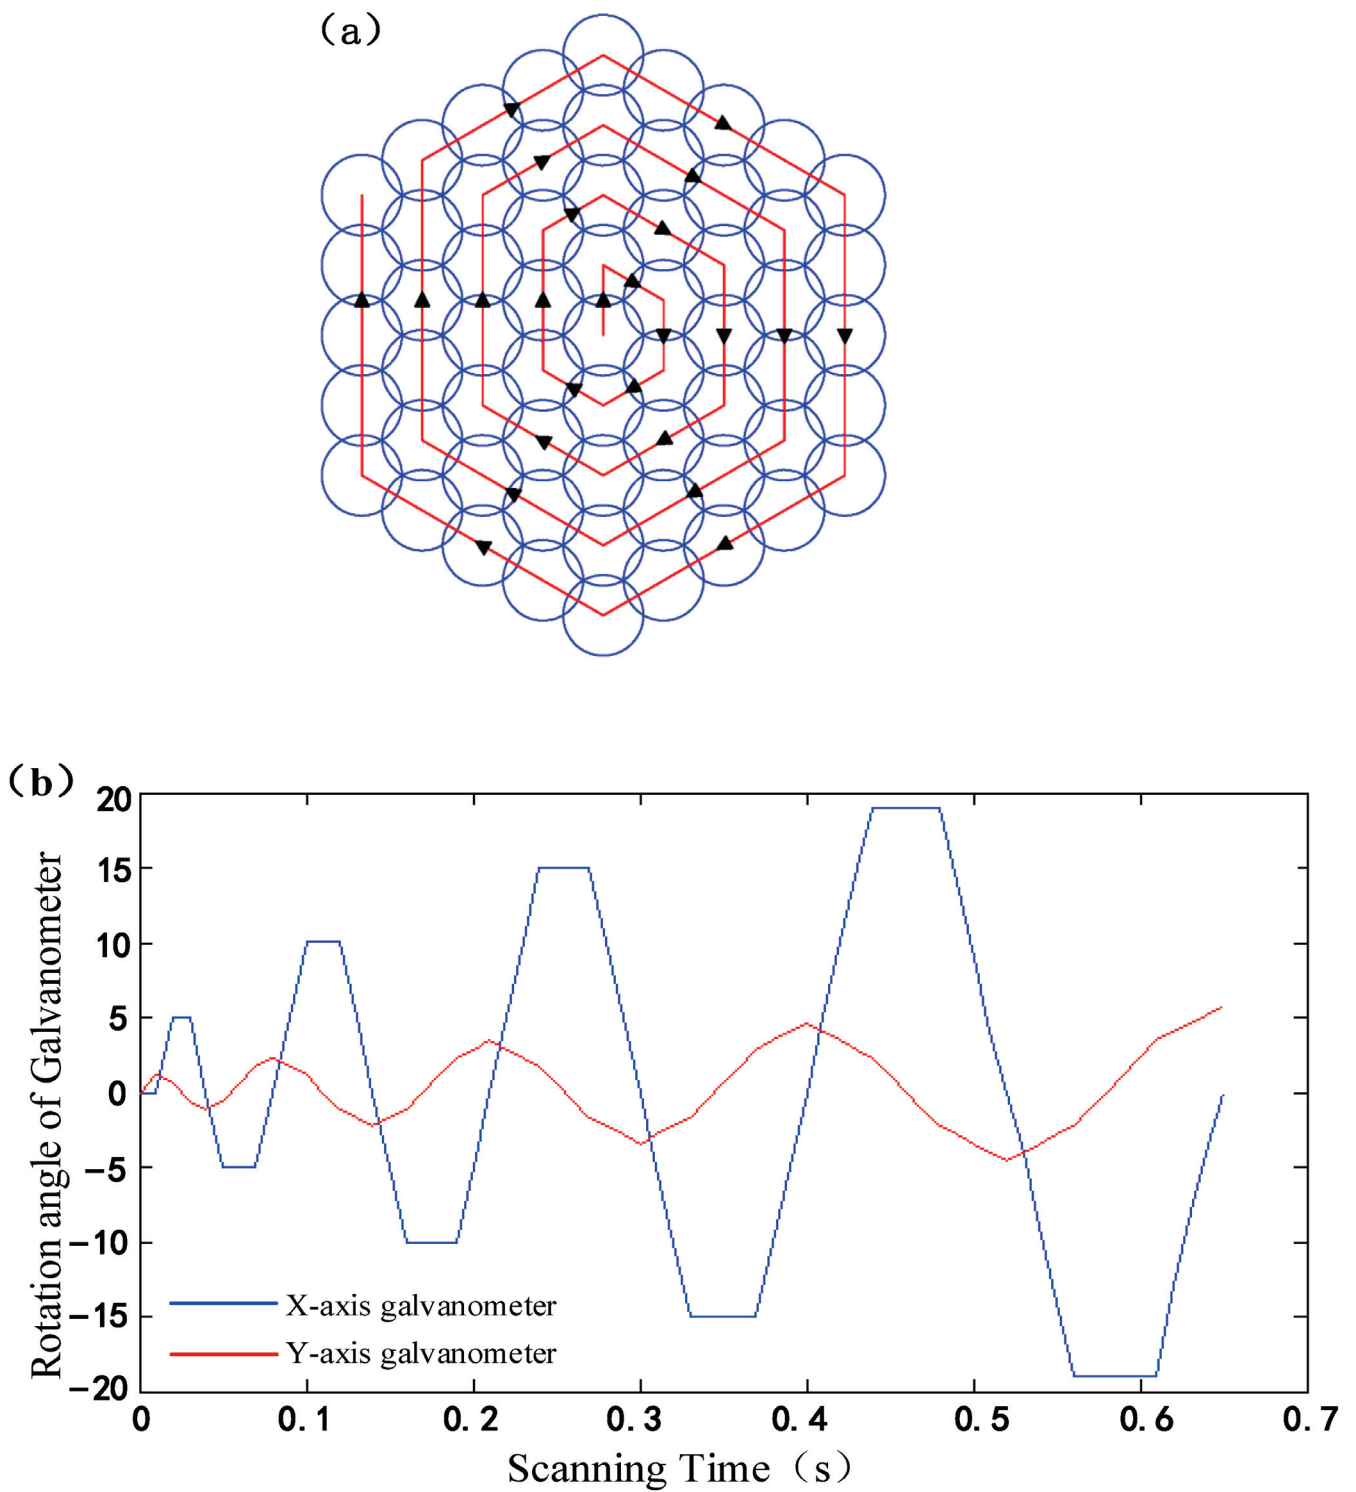 (a)
(b)
20
15
10
5
0
−5
−10
−15
−20
Rotation angle of Galvanometer
X-axis galvanometer
Y-axis galvanometer
0 0.1 0.2 0.3 0.4 0.5 0.6 0.7
Scanning Time (s)